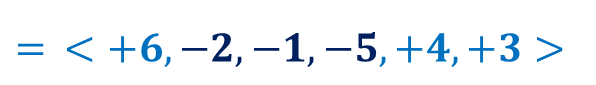 = < +6, −2, −1, −5, +4, +3 >